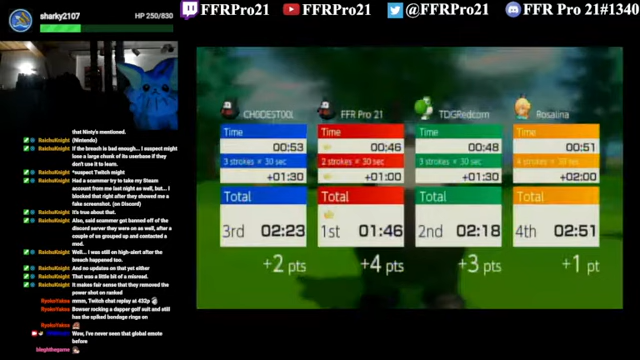 sharky2107
HP 250/830
FFRPro21
FFRPro21
@FFRPro21
FFR Pro 21#1340
that Ninty's mentioned.
RaichuKnight
(Nintendo)
RaichuKnight If the breach is bad
enough... I suspect might
lose a large chunk of its
userbase if they
don't use it to learn.
RaichuKnight *suspect Twitch might
RaichuKnight Had a scammer try to take my Steam
account from me last night as well, but... I
blocked that right after they showed me a
fake screenshot. (on Discord)
RaichuKnight It's true about that.
RaichuKnight Also, said scammer got banned off of the
discord server they were on as well, after
a couple of us grouped up and contacted a
mod.
RaichuKnight Well... I was still on high-alert after the
breach happened too.
RaichuKnight And no updates on that yet either
RaichuKnight That was a little bit of a misread.
RaichuKnight It makes fair sense that they removed the
power shot on ranked
RyokoYakou mmm, Twitch chat replay at 432p
RyokoYakou Bowser rocking a dapper golf suit and still
has the spiked bondage rings on
RyokoYakou
Wow, I've never seen that global emote
before
bleghthegame
CH0DEST00L
FFR Pro 21
TDGRedcorn
Rosalina
Time
Time
Time
Time
00:53
00:46
00:48
00:51
3 strokes × 30 sec
2 strokes × 30 sec
3 strokes × 30 sec
4 strokes × 30 sec
+01:30
+01:00
+01:30
+02:00
Total
Total
Total
Total
3rd 02:23
1st 01:46
2nd 02:18
4th 02:51
+2 pts
+4 pts
+3 pts
+1 pt